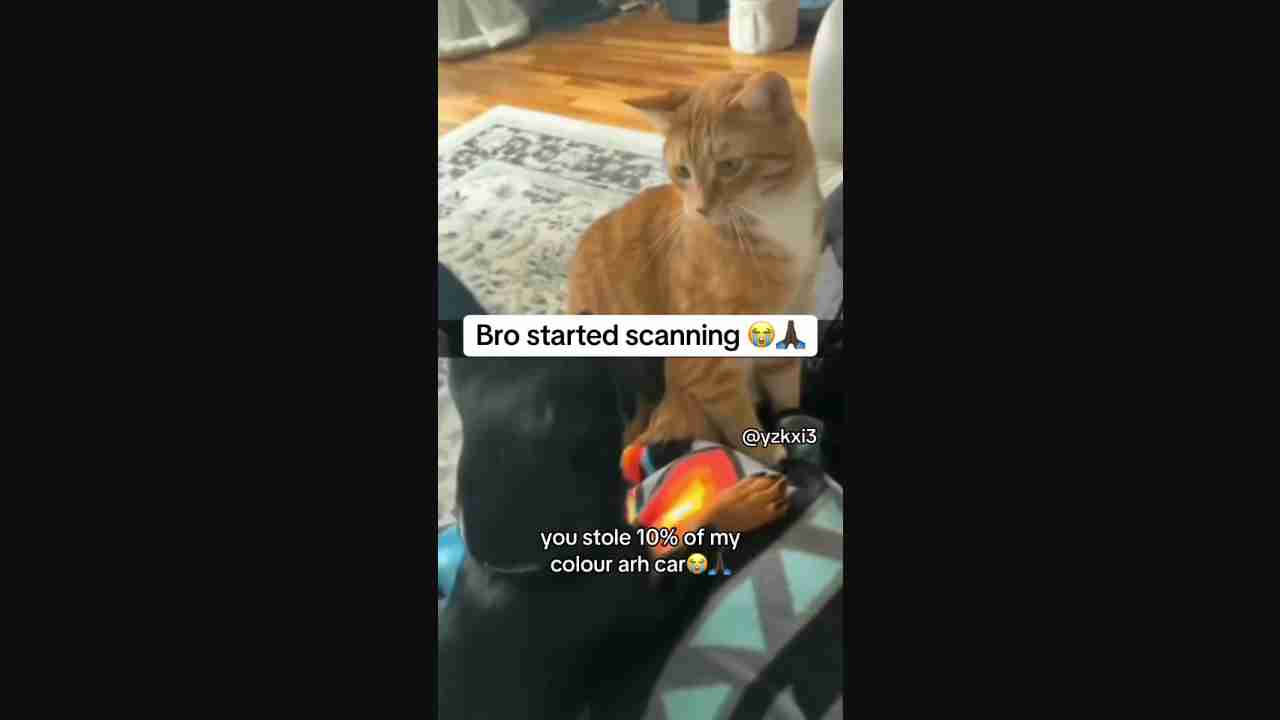 Bro started scanning 😭🙏🏿
@yzkxi3
you stole 10% of my
colour arh car😭🙏🏿